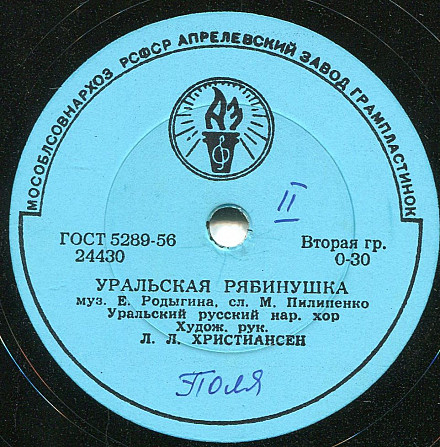 МОСОБЛСОВНАРХОЗ РСФСР АПРЕЛЕВСКИЙ ЗАВОД ГРАМПЛАСТИНОК
АЗ
II
ГОСТ 5289-56
24430
Вторая гр.
0-30
УРАЛЬСКАЯ РЯБИНУШКА
муз. Е. Родыгина, сл. М. Пилипенко
Уральский русский нар. хор
Худож. рук.
Л. Л. ХРИСТИАНСЕН
Поля